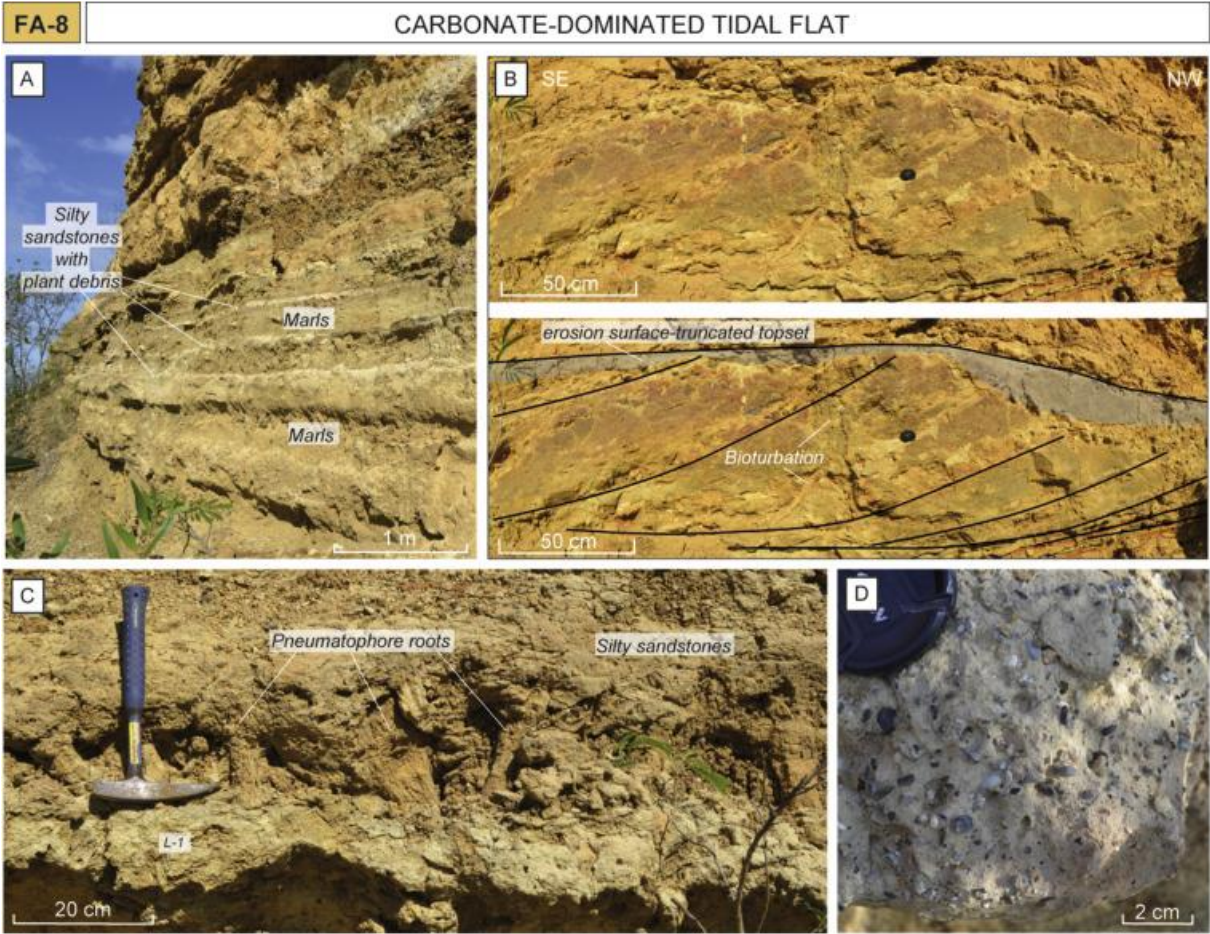 FA-8
CARBONATE-DOMINATED TIDAL FLAT
A
Silty
sandstones
with
plant debris
Marls
Marls
1 m
B
SE
NW
50 cm
erosion surface-truncated topset
Bioturbation
50 cm
C
Pneumatophore roots
Silty sandstones
L-1
20 cm
D
2 cm